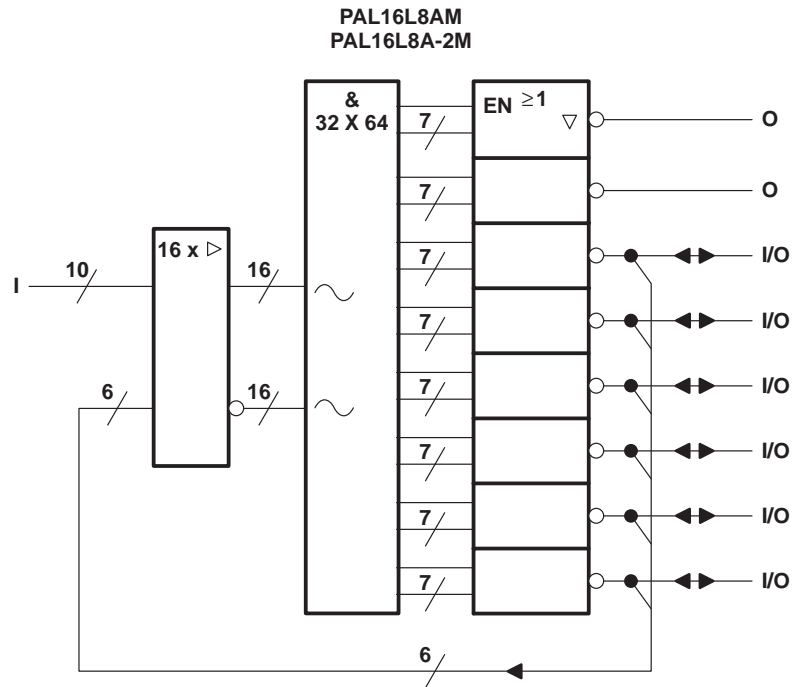 PAL16L8AM
PAL16L8A-2M
&
32 X 64
EN ≥1
▽
7
O
7
O
16 x ▷
7
I/O
I
10
16
7
I/O
6
16
7
I/O
7
I/O
7
I/O
7
I/O
6